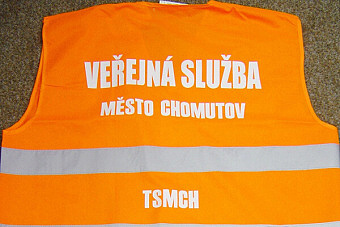 VEŘEJNÁ SLUŽBA
MĚSTO CHOMUTOV
TSMCH